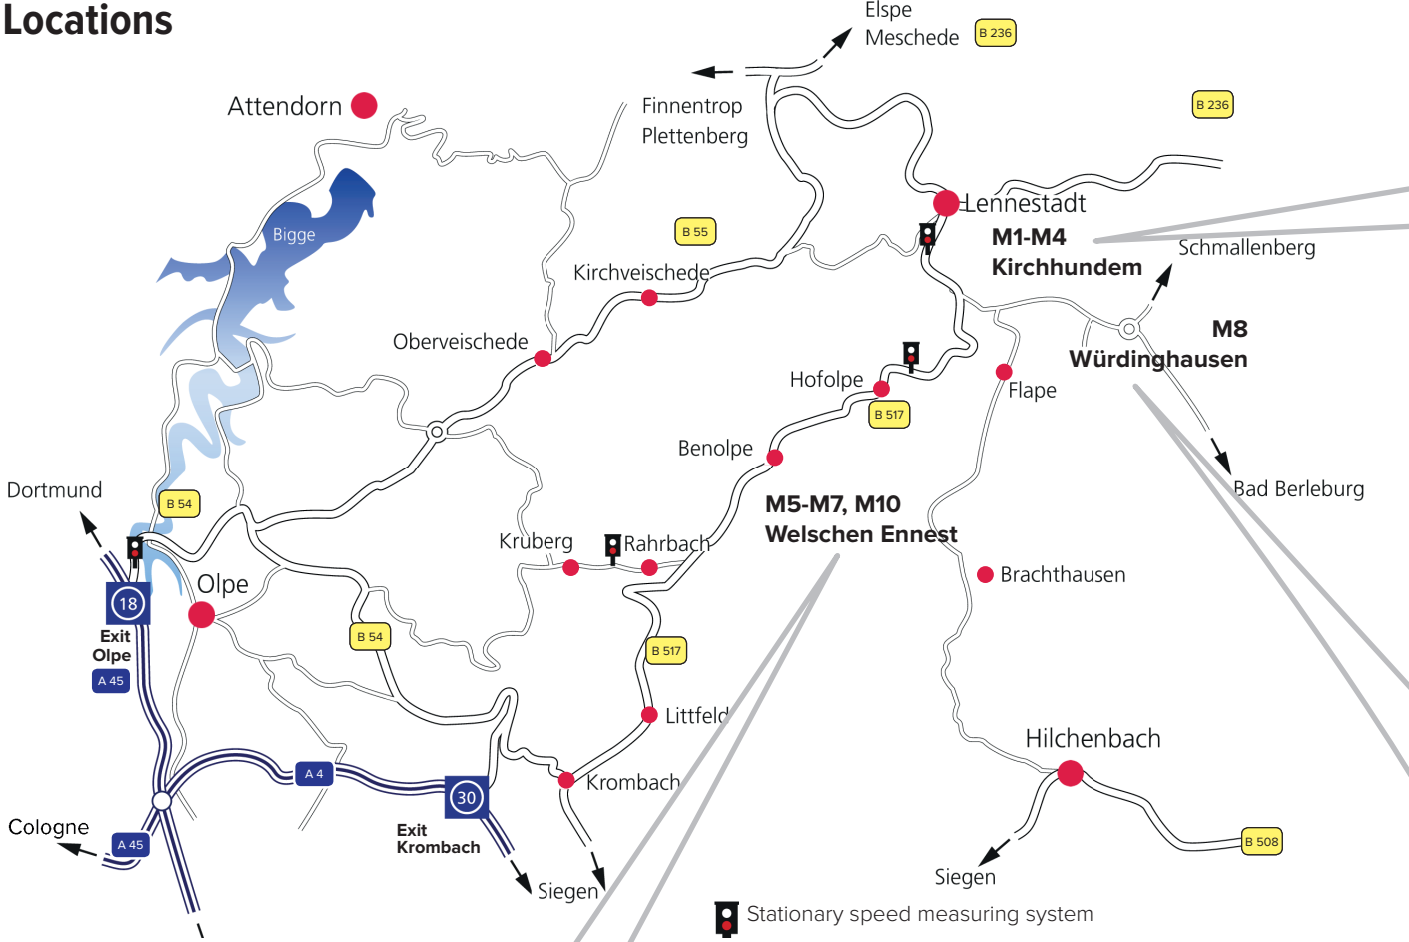 Locations
Elspe
Meschede
B 236
Attendorn
Finnentrop
Plettenberg
B 236
Lennestadt
Bigge
B 55
M1-M4
Kirchhundem
Schmallenberg
Kirchveischede
Oberveischede
M8
Würdinghausen
Hofolpe
Flape
B 517
Benolpe
Dortmund
B 54
Bad Berleburg
M5-M7, M10
Welschen Ennest
Kruberg
Rahrbach
Olpe
Brachthausen
18
Exit
Olpe
B 54
B 517
A 45
Littfeld
Hilchenbach
A 4
Krombach
30
Cologne
A 45
Exit
Krombach
B 508
Siegen
Siegen
Stationary speed measuring system